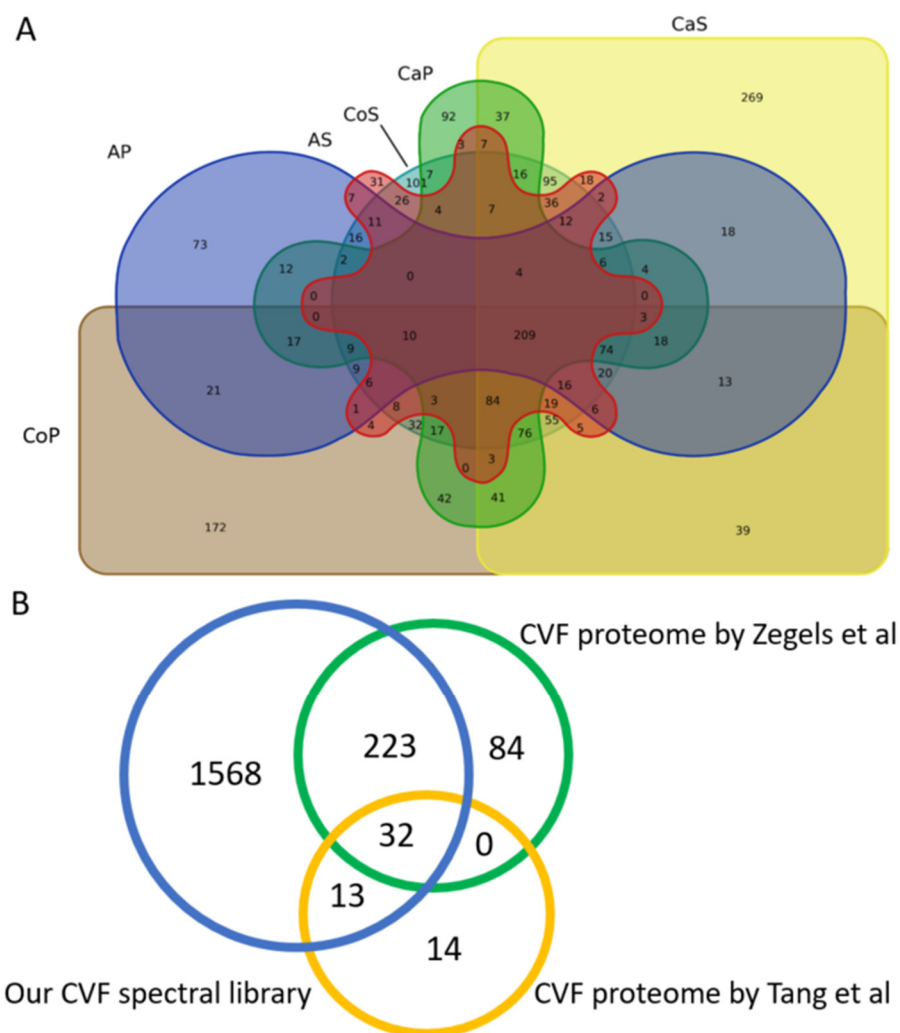 A
CaS
CaP
CoS
AS
AP
CoP
269
92 37
3 7
31 101 7 16 95 18
7 26 4 7 36 2
11 12
16 15
73 2 6 18
12 0 4 4
0 0
0 3
17 10 209 18
9 74
9 20
21 6 16 13
1 8 3 84 19 6
4 32 17 76 55 5
0 3
42 41
172 39
B
CVF proteome by Zegels et al
223 84
1568
32 0
13
14
Our CVF spectral library CVF proteome by Tang et al